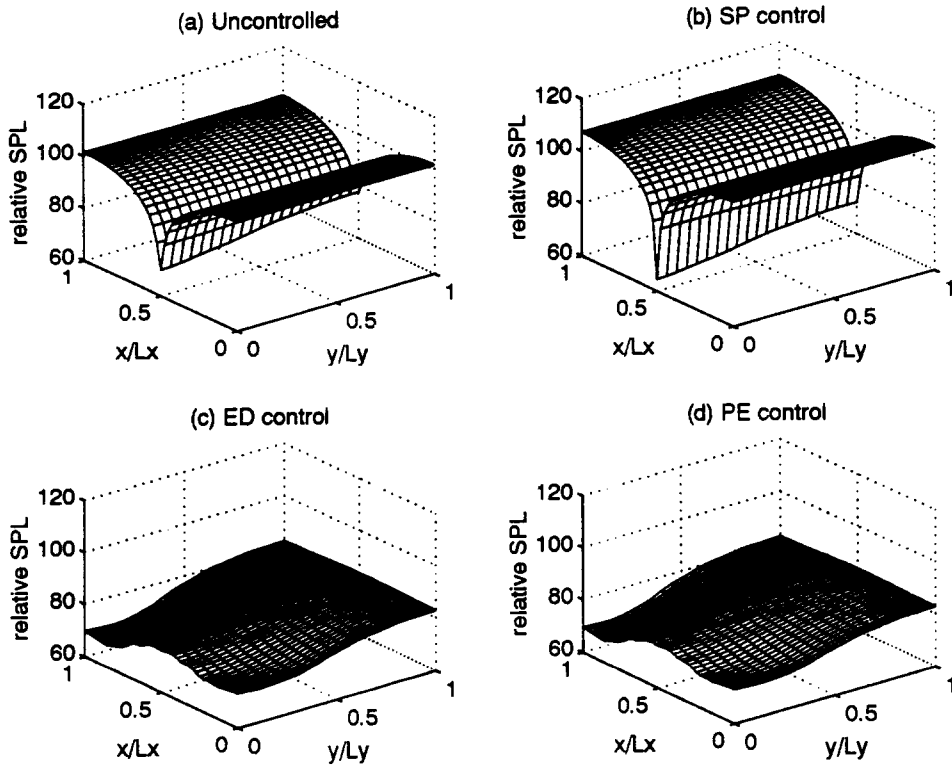 (a) Uncontrolled
relative SPL
120
100
80
60
1
0.5
0
x/Lx
0
0.5
1
y/Ly
(b) SP control
relative SPL
120
100
80
60
1
0.5
0
x/Lx
0
0.5
1
y/Ly
(c) ED control
relative SPL
120
100
80
60
1
0.5
0
x/Lx
0
0.5
1
y/Ly
(d) PE control
relative SPL
120
100
80
60
1
0.5
0
x/Lx
0
0.5
1
y/Ly